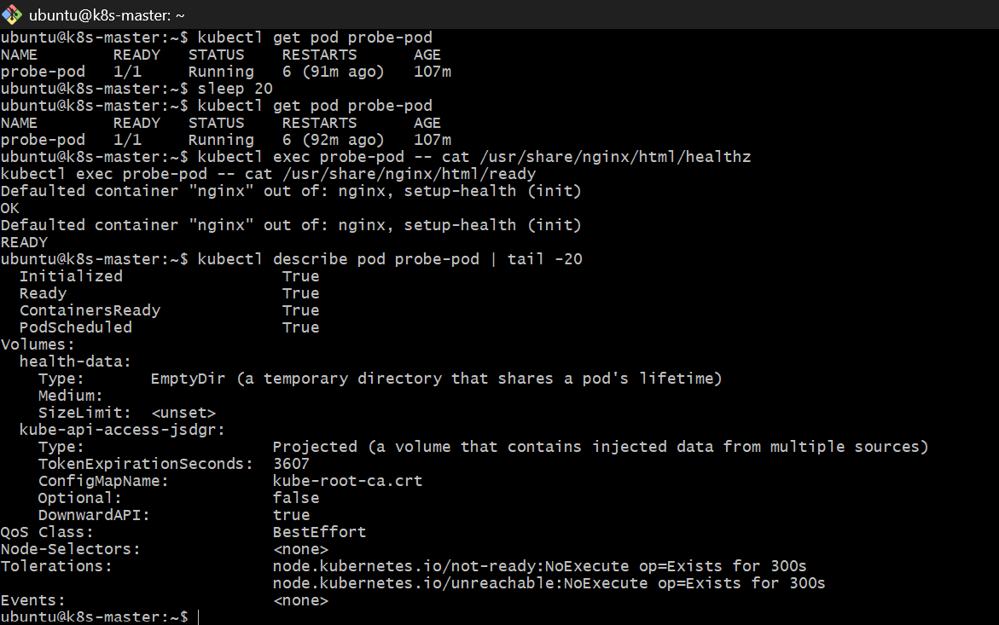 ubuntu@k8s-master: ~
ubuntu@k8s-master:~$ kubectl get pod probe-pod
NAME        READY   STATUS    RESTARTS      AGE
probe-pod   1/1     Running   6 (91m ago)   107m
ubuntu@k8s-master:~$ sleep 20
ubuntu@k8s-master:~$ kubectl get pod probe-pod
NAME        READY   STATUS    RESTARTS      AGE
probe-pod   1/1     Running   6 (92m ago)   107m
ubuntu@k8s-master:~$ kubectl exec probe-pod -- cat /usr/share/nginx/html/healthz
kubectl exec probe-pod -- cat /usr/share/nginx/html/ready
Defaulted container "nginx" out of: nginx, setup-health (init)
OK
Defaulted container "nginx" out of: nginx, setup-health (init)
READY
ubuntu@k8s-master:~$ kubectl describe pod probe-pod | tail -20
  Initialized                 True
  Ready                       True
  ContainersReady             True
  PodScheduled                True
Volumes:
  health-data:
    Type:       EmptyDir (a temporary directory that shares a pod's lifetime)
    Medium:
    SizeLimit:  <unset>
  kube-api-access-jsdgr:
    Type:                    Projected (a volume that contains injected data from multiple sources)
    TokenExpirationSeconds:  3607
    ConfigMapName:           kube-root-ca.crt
    Optional:                false
    DownwardAPI:             true
QoS Class:                   BestEffort
Node-Selectors:              <none>
Tolerations:                 node.kubernetes.io/not-ready:NoExecute op=Exists for 300s
                             node.kubernetes.io/unreachable:NoExecute op=Exists for 300s
Events:                      <none>
ubuntu@k8s-master:~$